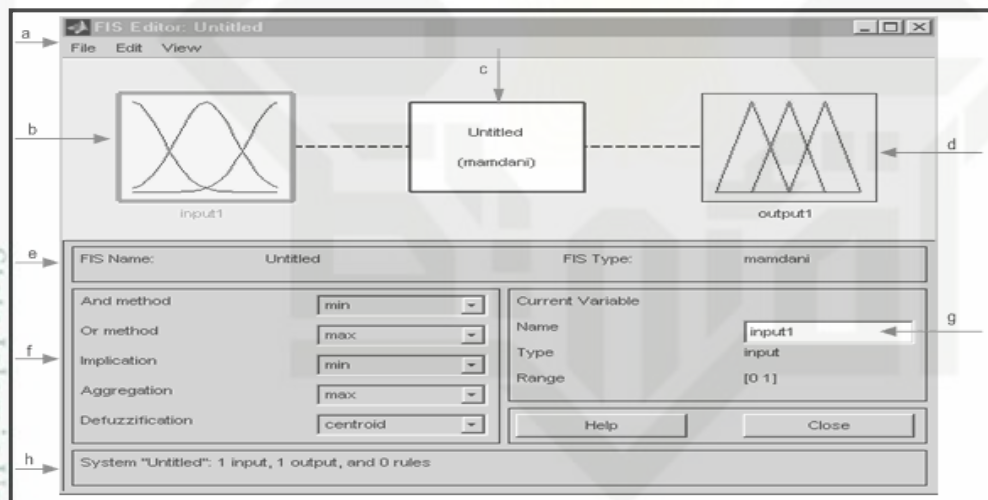 FIS Editor: Untitled
a
File Edit View
c
b
Untitled
(mamdani)
d
input1
output1
e
FIS Name: Untitled FIS Type: mamdani
And method min
Or method max
Implication min
Aggregation max
Defuzzification centroid
f
Current Variable
Name input1
g
Type input
Range [0 1]
Help Close
h
System "Untitled": 1 input, 1 output, and 0 rules